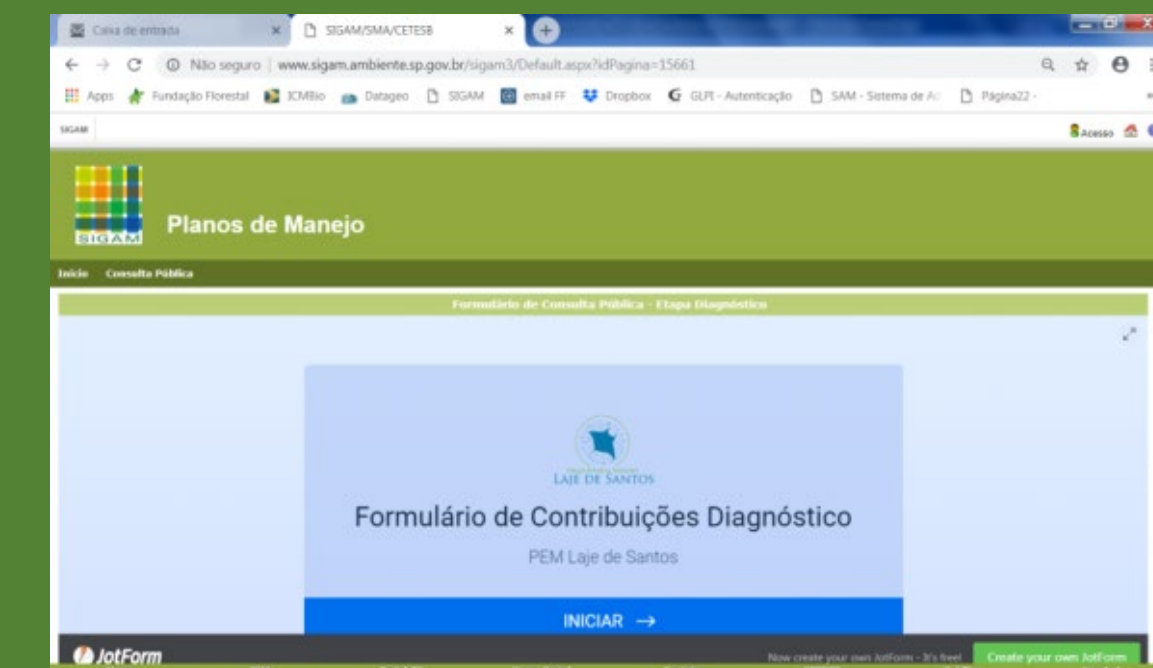 Caixa de entrada
SIGAM/SMA/CETESB
Não seguro | www.sigam.ambiente.sp.gov.br/sigam3/Default.aspx?idPagina=15661
Apps Fundação Florestal ICMBio Datageo SIGAM email FF Dropbox GLPI - Autenticação SAM - Sistema de Página22 -
SIGAM
Acesso
SIGAM
Planos de Manejo
Início Consulta Pública
Formulário de Consulta Pública - Etapa Diagnóstico
LAJE DE SANTOS
Formulário de Contribuições Diagnóstico
PEM Laje de Santos
INICIAR →
JotForm
Now create your own JotForm - It's free!
Create your own JotForm